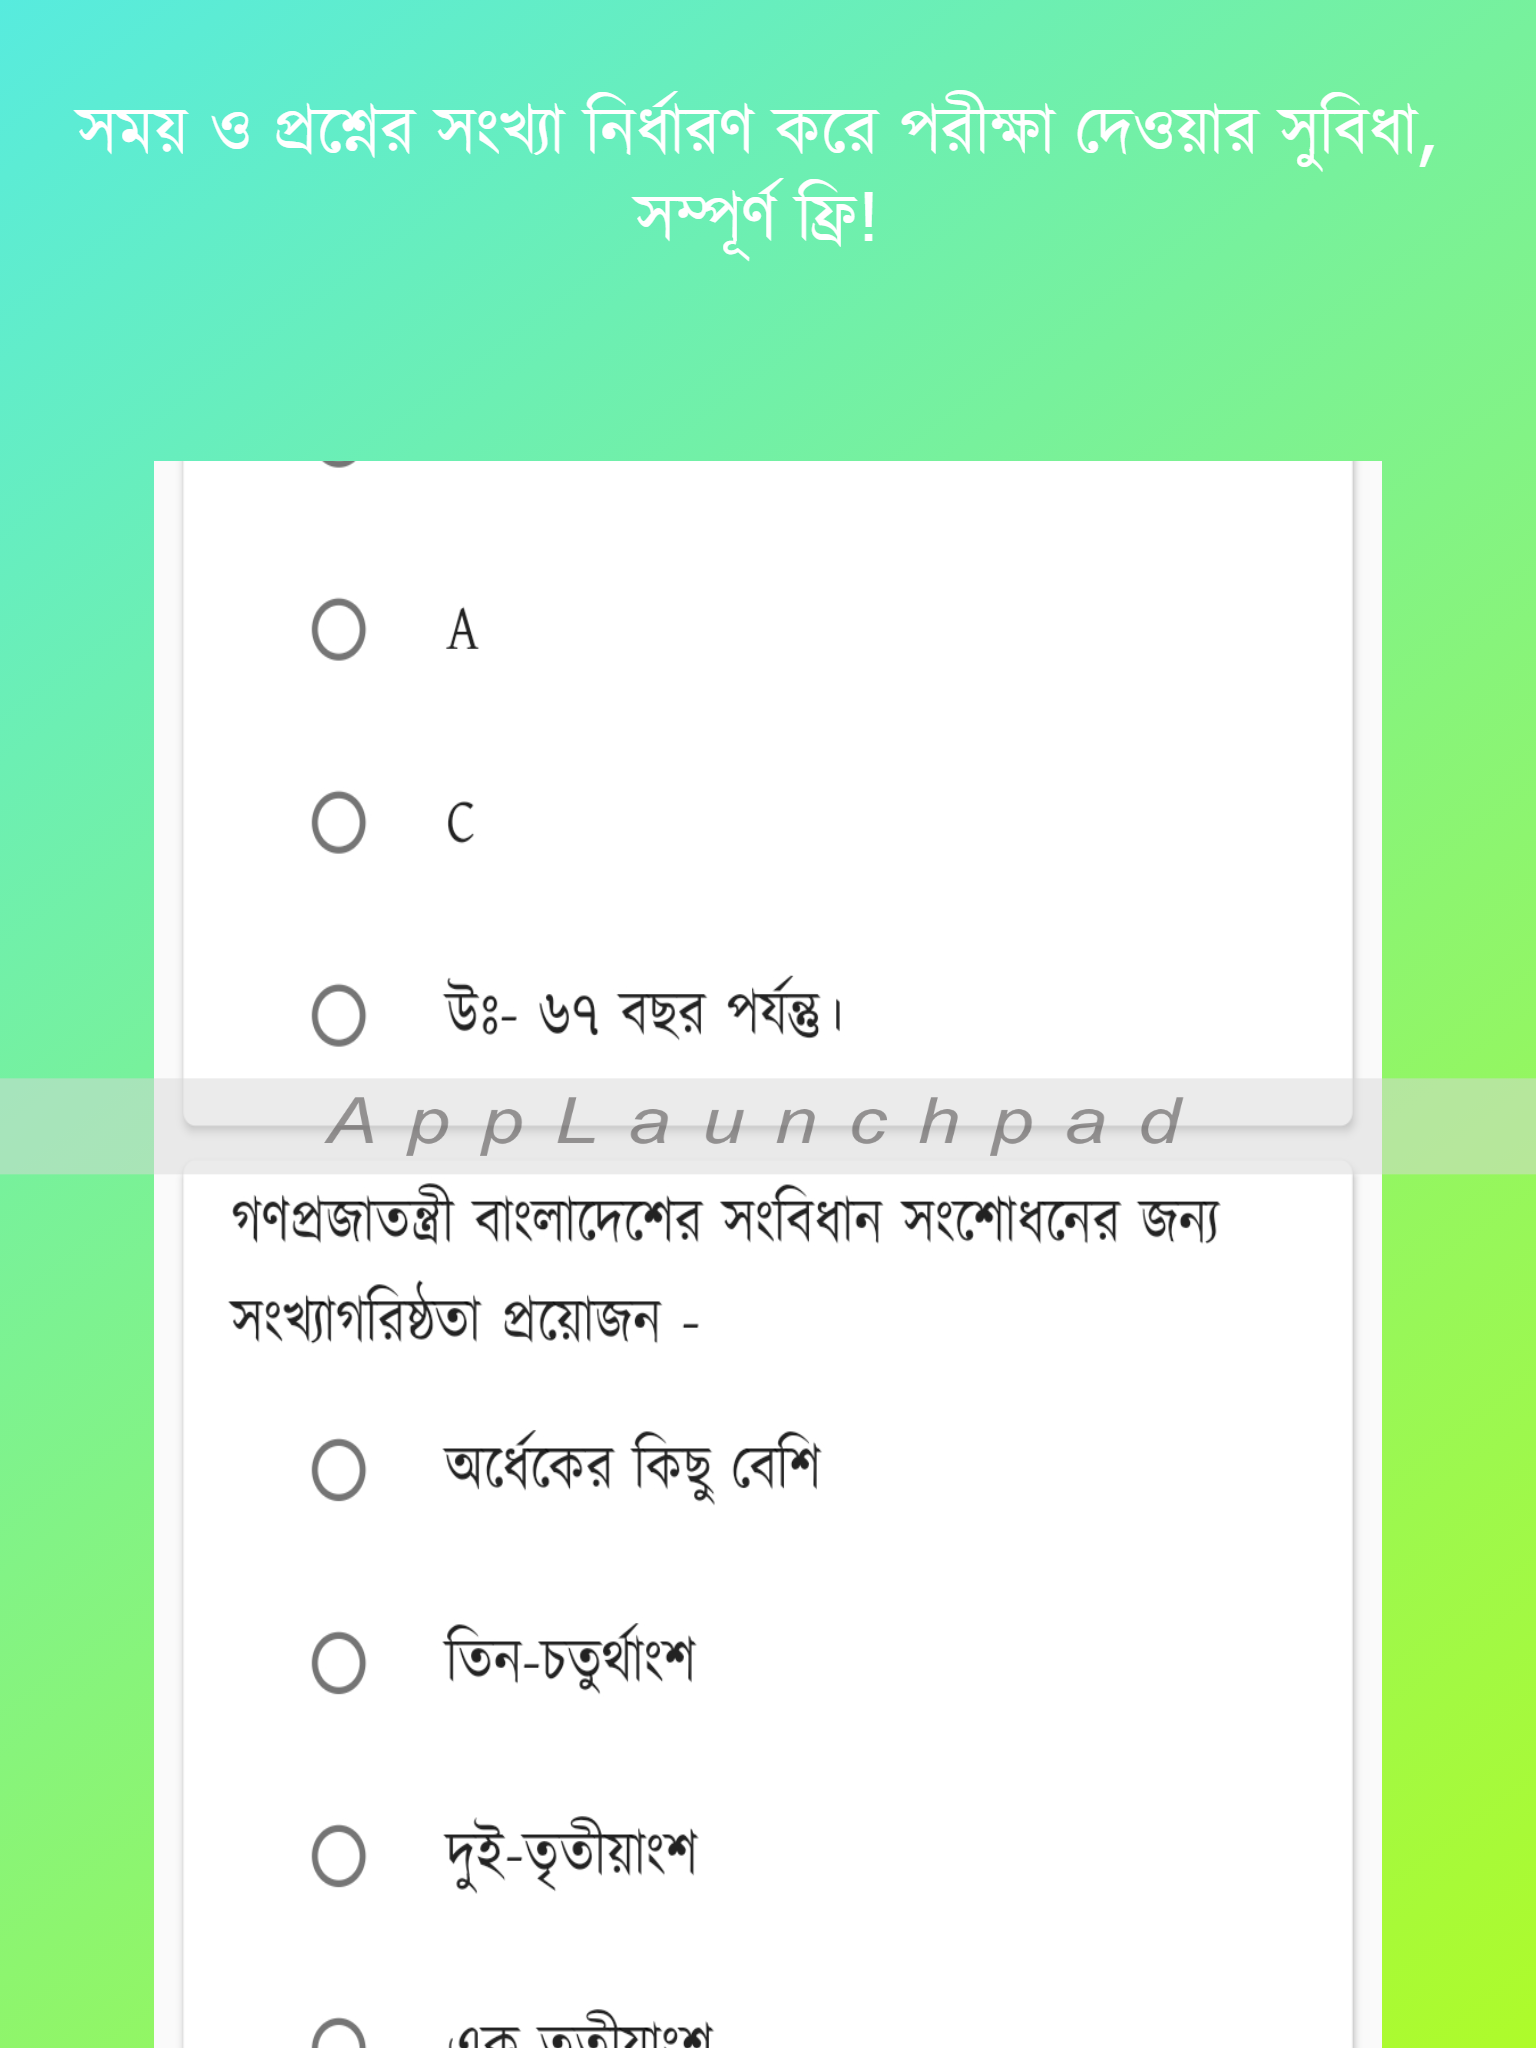 সময় ও প্রশ্নের সংখ্যা নির্ধারণ করে পরীক্ষা দেওয়ার সুবিধা,
সম্পূর্ণ ফ্রি!
A
C
উঃ- ৬৭ বছর পর্যন্তু।
AppLaunchpad
গণপ্রজাতন্ত্রী বাংলাদেশের সংবিধান সংশোধনের জন্য
সংখ্যাগরিষ্ঠতা প্রয়োজন -
অর্ধেকের কিছু বেশি
তিন-চতুর্থাংশ
দুই-তৃতীয়াংশ
এক তৃতীয়াংশ